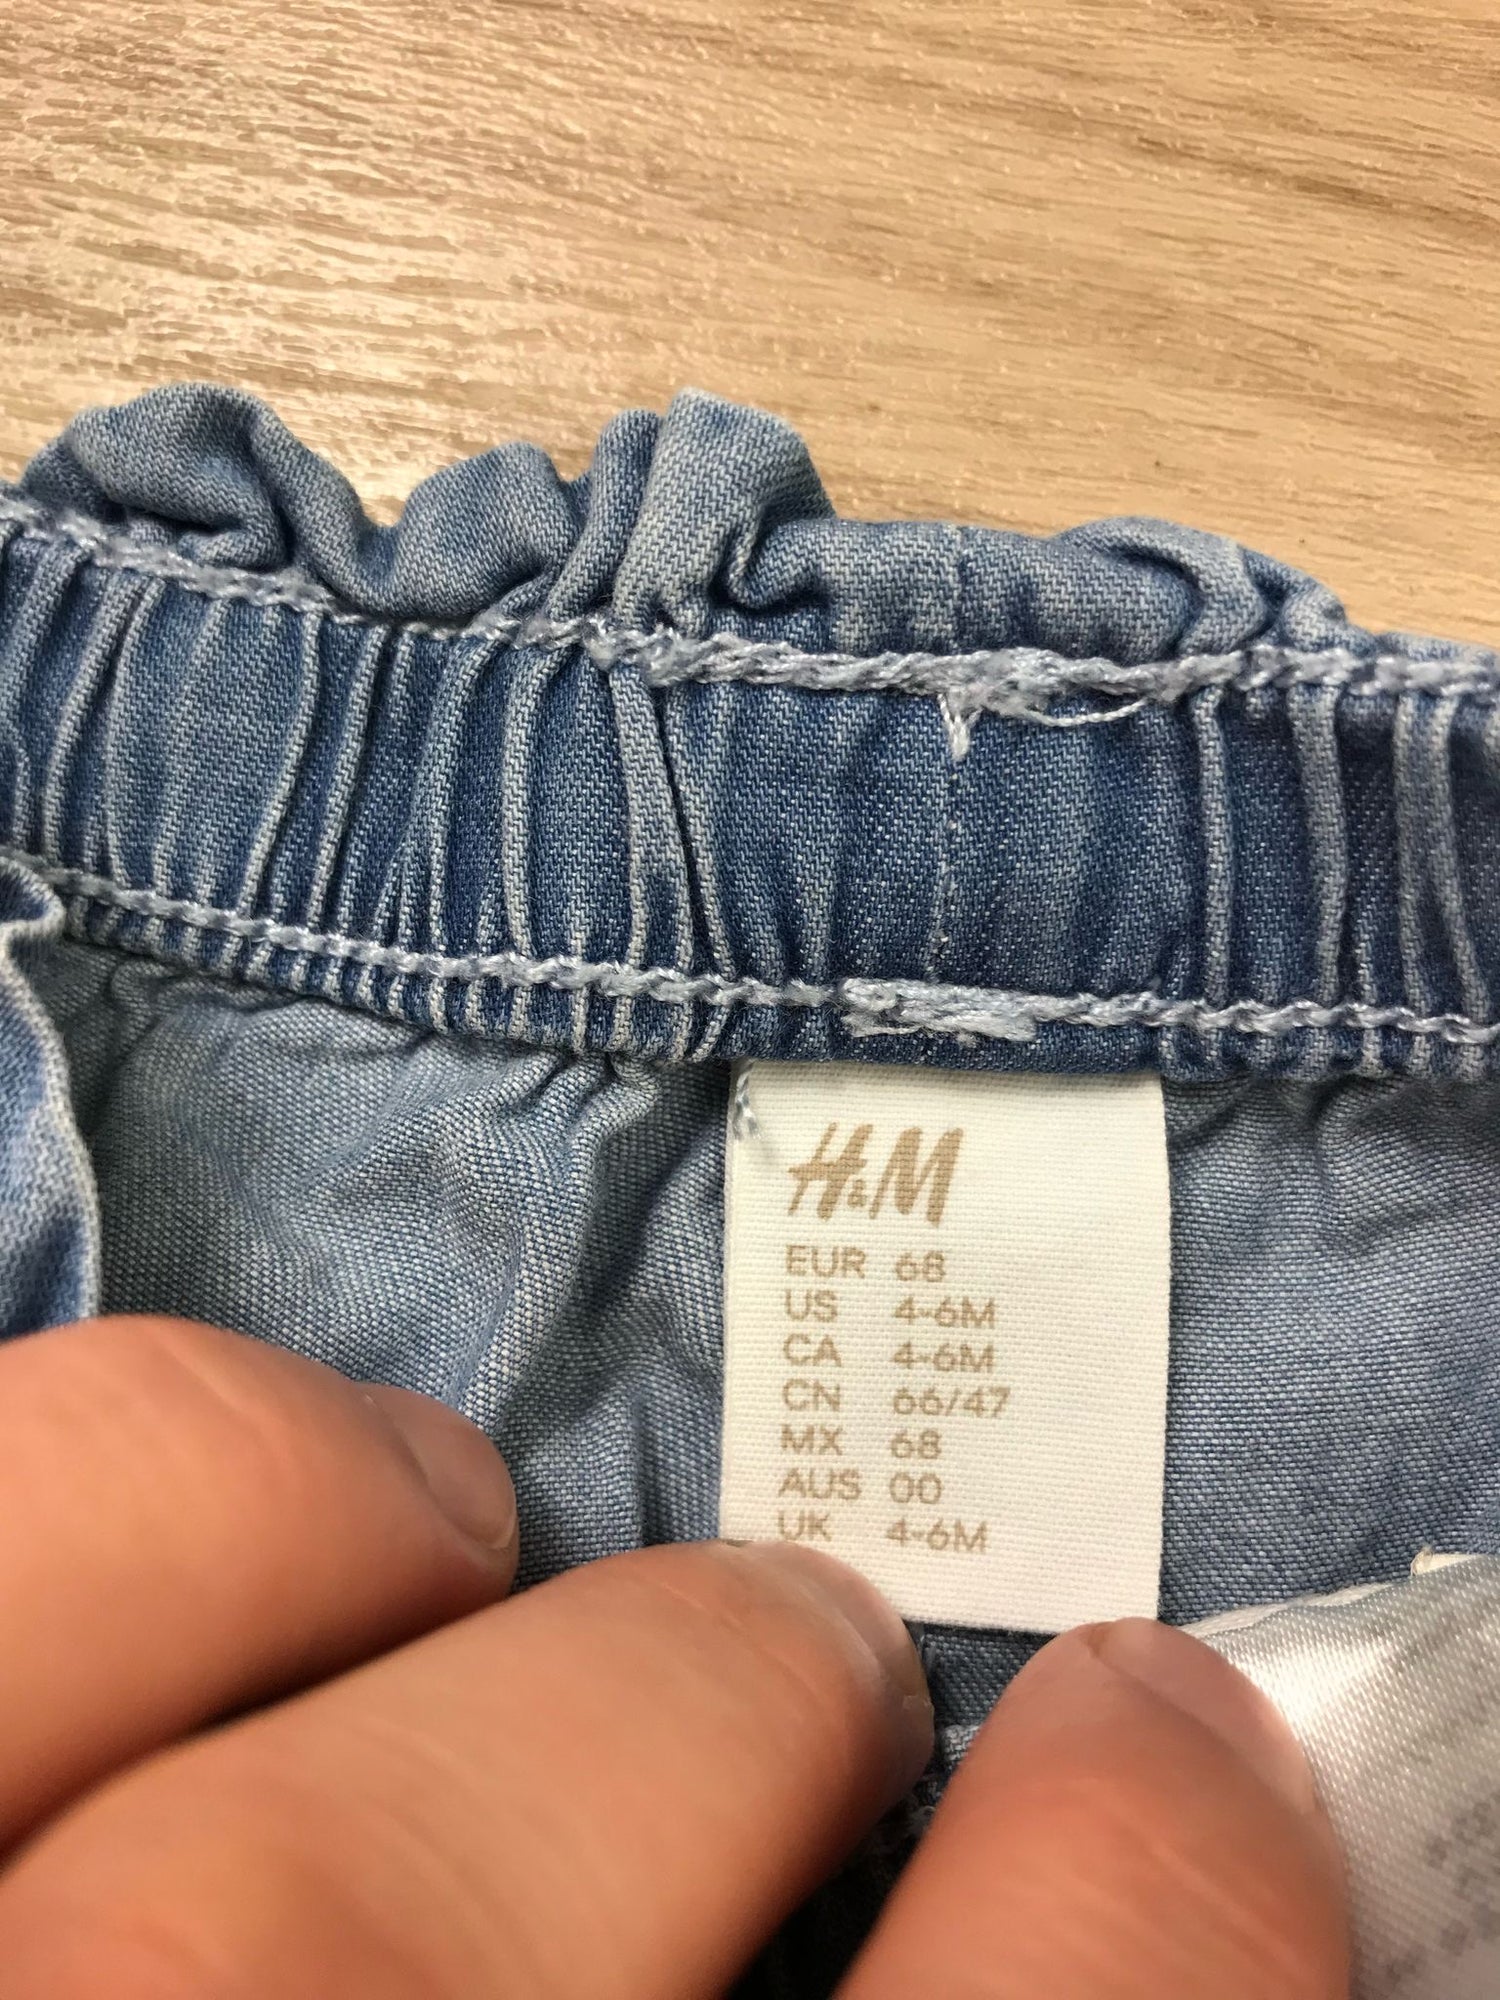 H&M
EUR 68
US 4-6M
CA 4-6M
CN 66/47
MX 68
AUS 00
UK 4-6M